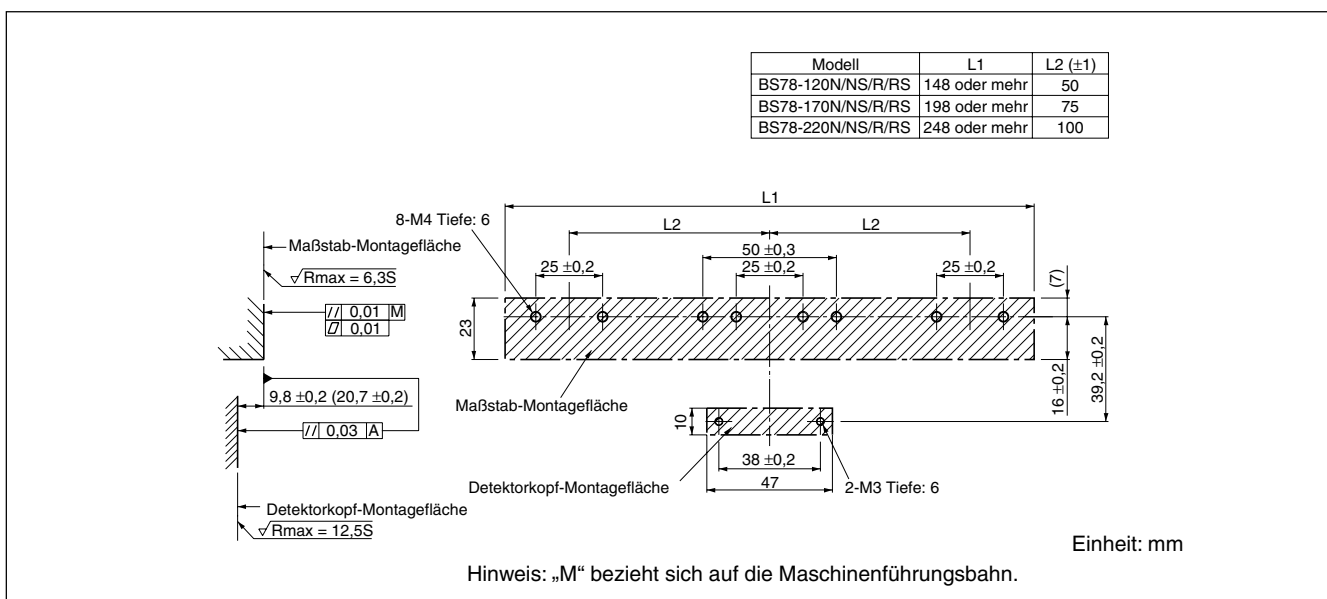 Modell L1 L2 (±1)
BS78-120N/NS/R/RS 148 oder mehr 50
BS78-170N/NS/R/RS 198 oder mehr 75
BS78-220N/NS/R/RS 248 oder mehr 100
L1
8-M4 Tiefe: 6
L2 L2
Maßstab-Montagefläche
50 ±0,3
25 ±0,2 25 ±0,2 25 ±0,2
Rmax = 6,3S
(7)
// 0,01 M
0,01
23
16 ±0,2
39,2 ±0,2
9,8 ±0,2 (20,7 ±0,2)
Maßstab-Montagefläche
10
// 0,03 A
38 ±0,2
Detektorkopf-Montagefläche
47
2-M3 Tiefe: 6
Detektorkopf-Montagefläche
Rmax = 12,5S
Einheit: mm
Hinweis: „M“ bezieht sich auf die Maschinenführungsbahn.